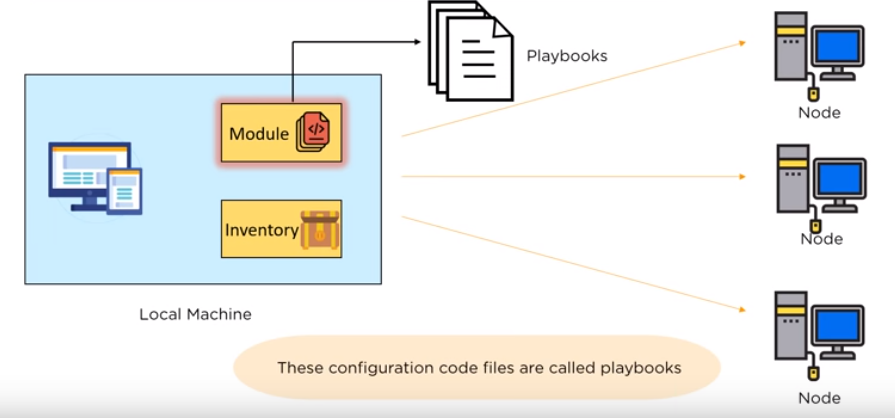 Playbooks
Module
Node
Inventory
Node
Local Machine
These configuration code files are called playbooks
Node